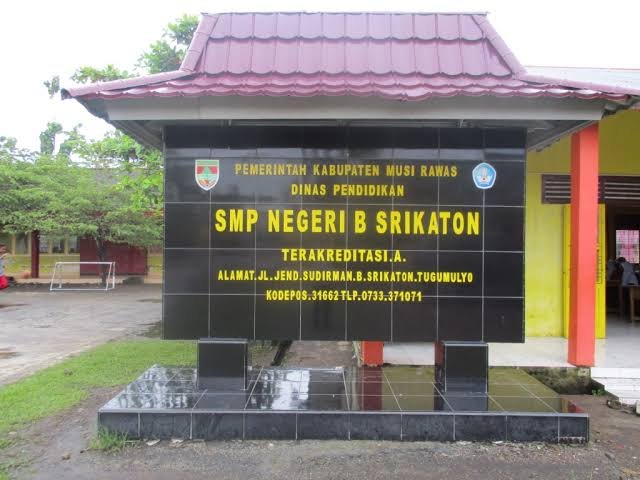 PEMERINTAH KABUPATEN MUSI RAWAS
DINAS PENDIDIKAN
SMP NEGERI B SRIKATON
TERAKREDITASI.A.
ALAMAT.JL.JEND.SUDIRMAN.B.SRIKATON.TUGUMULYO
KODEPOS.31662 TLP.0733.371071